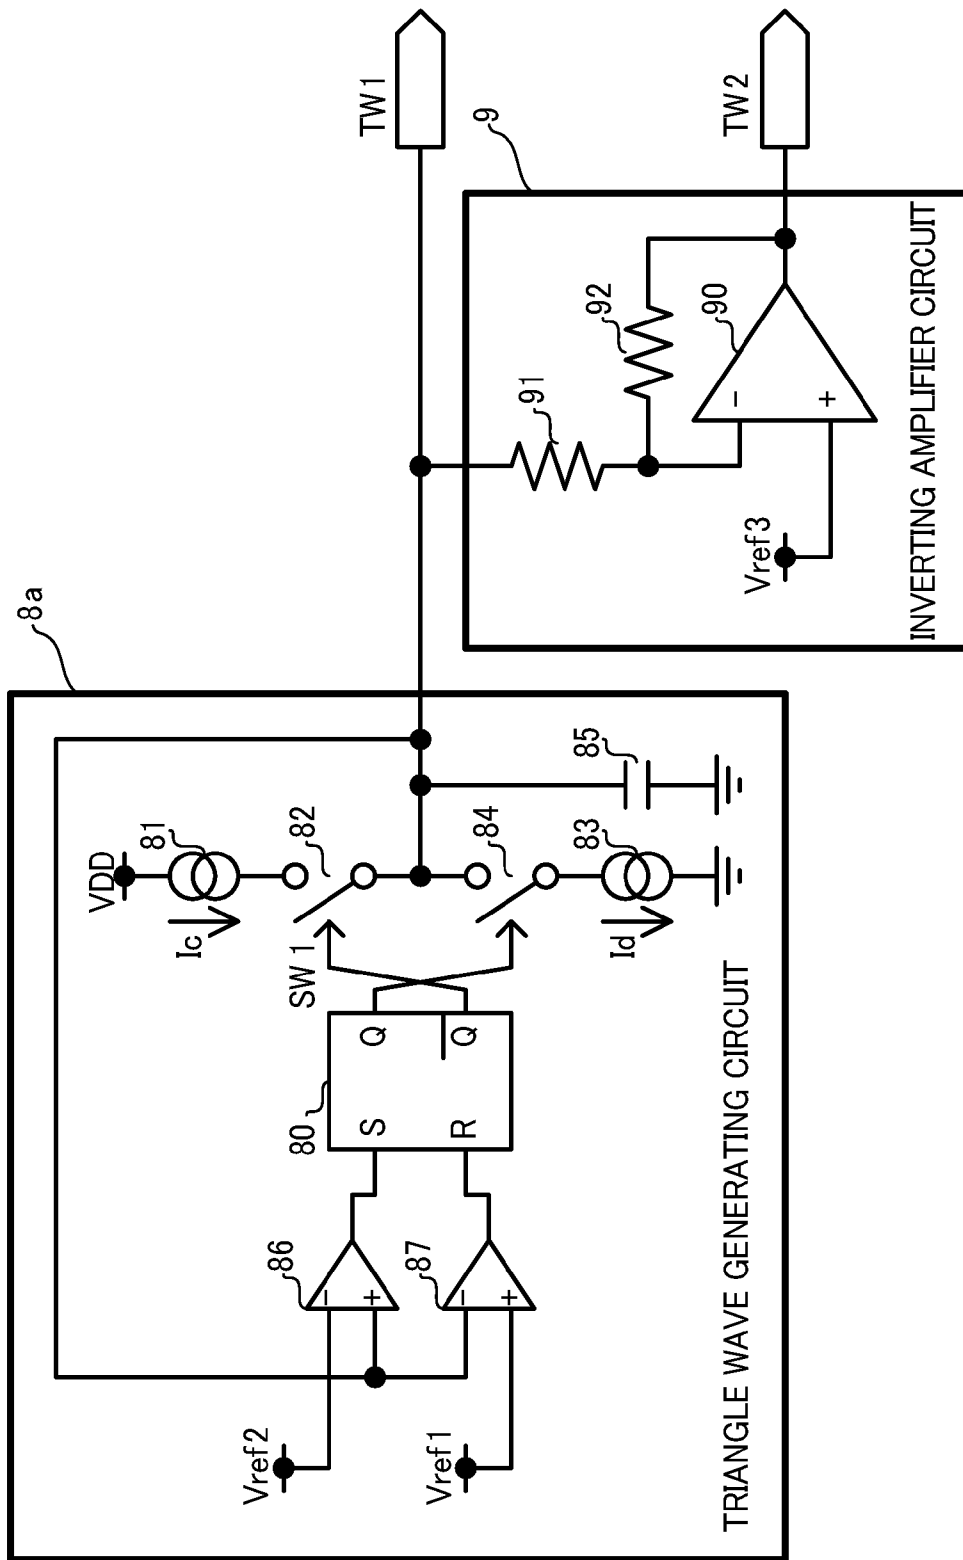 8a
VDD
81
Ic
82
SW1
84
85
83
Id
80
S
Q
R
Q
86
-
+
87
-
+
Vref2
Vref1
TRIANGLE WAVE GENERATING CIRCUIT
TW1
9
TW2
91
92
90
-
+
Vref3
INVERTING AMPLIFIER CIRCUIT